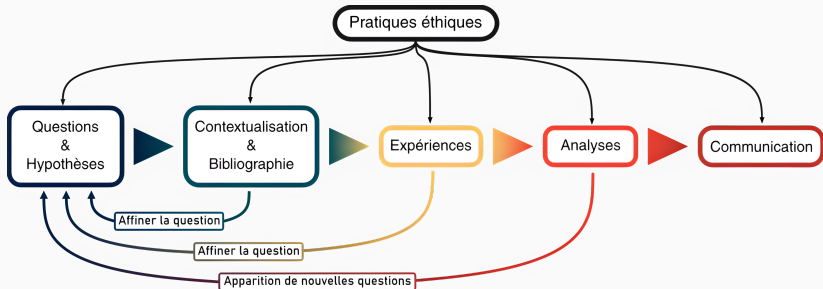 Pratiques éthiques
Questions
&
Hypothèses
Contextualisation
&
Bibliographie
Expériences
Analyses
Communication
Affiner la question
Affiner la question
Apparition de nouvelles questions